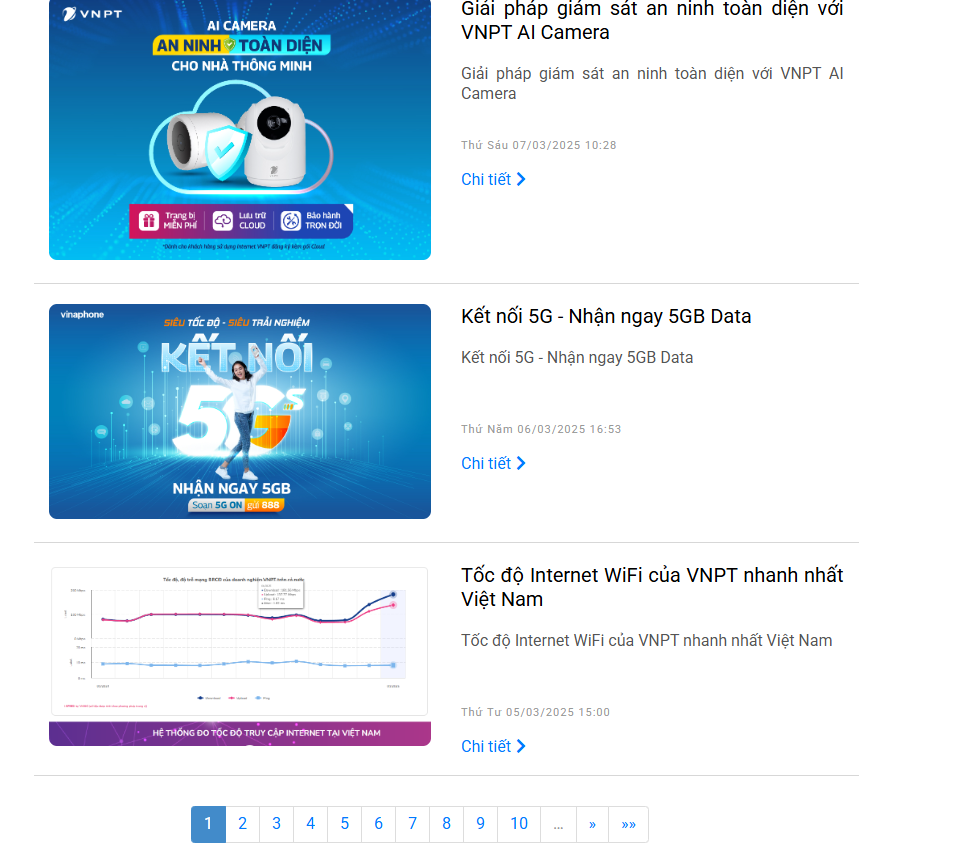 VNPT
AI CAMERA
AN NINH TOÀN DIỆN
CHO NHÀ THÔNG MINH
Trang bị
MIỄN PHÍ
Lưu trữ
CLOUD
Bảo hành
TRỌN ĐỜI
Giải pháp giám sát an ninh toàn diện với
VNPT AI Camera
Giải pháp giám sát an ninh toàn diện với VNPT AI
Camera
Thứ Sáu 07/03/2025 10:28
Chi tiết
vinaphone
SIÊU TỐC ĐỘ - SIÊU TRẢI NGHIỆM
KẾT NỐI
5Gs
NHẬN NGAY 5GB
Soạn 5G ON gửi 888
Kết nối 5G - Nhận ngay 5GB Data
Kết nối 5G - Nhận ngay 5GB Data
Thứ Năm 06/03/2025 16:53
Chi tiết
HỆ THỐNG ĐO TỐC ĐỘ TRUY CẬP INTERNET TẠI VIỆT NAM
Tốc độ Internet WiFi của VNPT nhanh nhất
Việt Nam
Tốc độ Internet WiFi của VNPT nhanh nhất Việt Nam
Thứ Tư 05/03/2025 15:00
Chi tiết
1 2 3 4 5 6 7 8 9 10 ... » »»